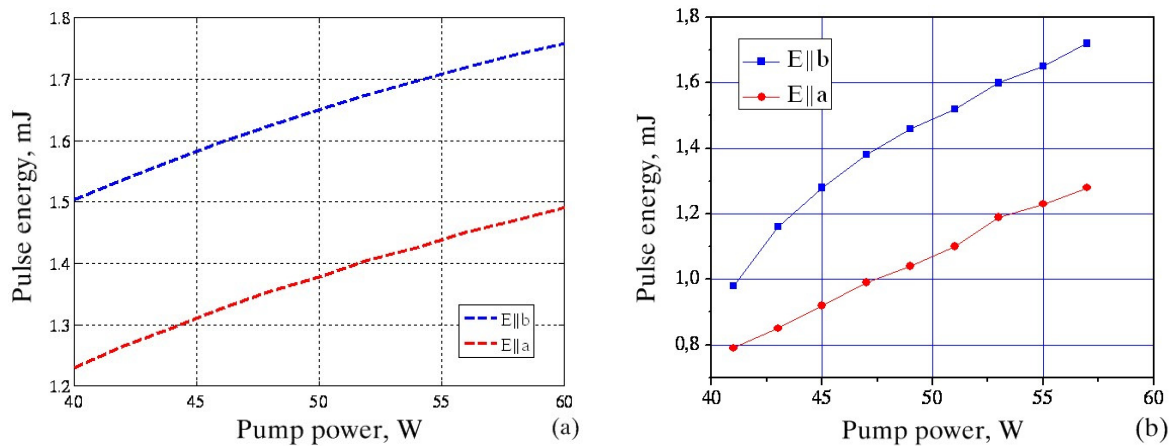 1.8
1.7
1.6
1.5
1.4
1.3
1.2
Pulse energy, mJ
E||b
E||a
40 45 50 55 60
Pump power, W
(a)
1,8
1,6
1,4
1,2
1,0
0,8
Pulse energy, mJ
E||b
E||a
40 45 50 55 60
Pump power, W
(b)